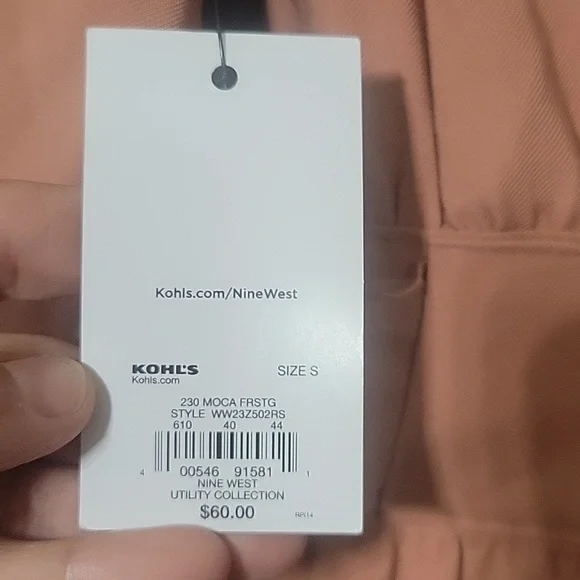 Kohls.com/NineWest
KOHL'S SIZE S
Kohls.com
230 MOCA FRSTG
STYLE WW23Z502RS
610 40 44
4 00546 91581 1
NINE WEST
UTILITY COLLECTION
$60.00